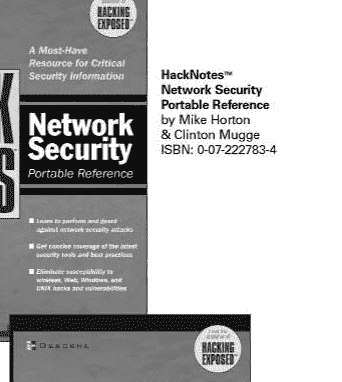 HACKING
EXPOSED
A Must-Have
Resource for Critical
Security Information
Network
Security
Portable Reference
Learn to perform and defend
against network security attacks
Get concise coverage of the latest
security tools and best practices
Eliminate susceptibility to
wireless, Web, Windows, and
UNIX hacks and vulnerabilities
HackNotes™
Network Security
Portable Reference
by Mike Horton
& Clinton Mugge
ISBN: 0-07-222783-4
OSBORNE
HACKING
EXPOSED